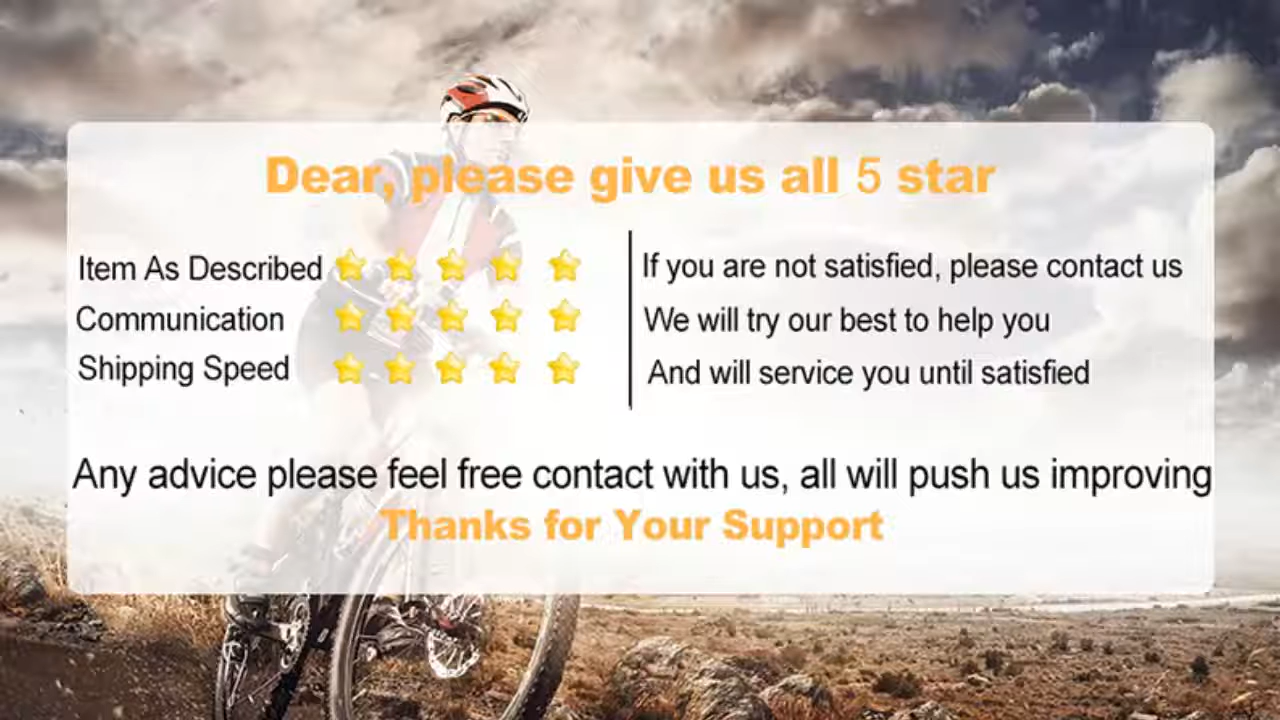 Dear, please give us all 5 star
Item As Described
Communication
Shipping Speed
If you are not satisfied, please contact us
We will try our best to help you
And will service you until satisfied
Any advice please feel free contact with us, all will push us improving
Thanks for Your Support